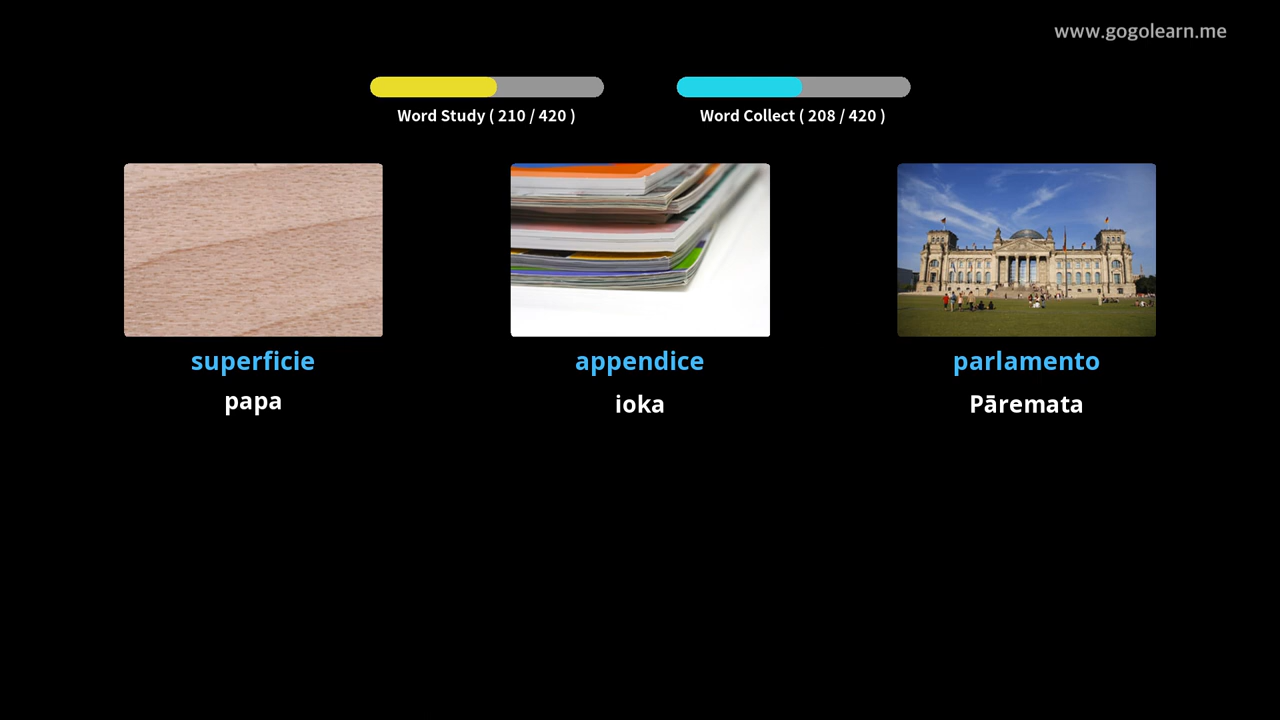 www.gogolearn.me
Word Study ( 210 / 420 )
Word Collect ( 208 / 420 )
superficie
appendice
parlamento
papa
ioka
Pāremata